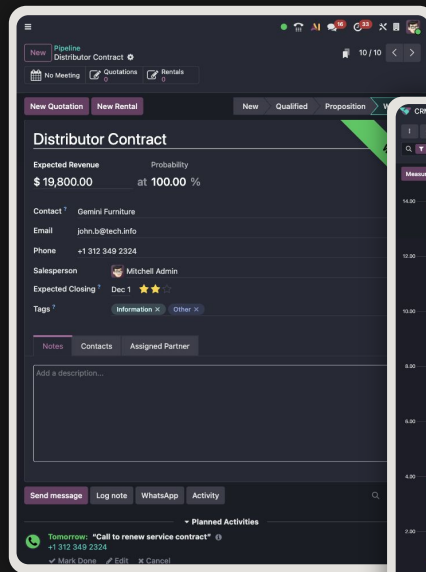 16
33
New
Pipeline
Distributor Contract
10 / 10
No Meeting
Quotations
0
Rentals
0
New Quotation
New Rental
New
Qualified
Proposition
Distributor Contract
Expected Revenue
Probability
$ 19,800.00
at 100.00 %
Contact ?
Gemini Furniture
Email
john.b@tech.info
Phone
+1 312 349 2324
Salesperson
Mitchell Admin
Expected Closing ?
Dec 1
Tags ?
Information ×
Other ×
Notes
Contacts
Assigned Partner
Add a description...
Send message
Log note
WhatsApp
Activity
Planned Activities
Tomorrow: "Call to renew service contract"
+1 312 349 2324
Mark Done
Edit
Cancel
CRM
Measu
14.00
12.00
10.00
8.00
6.00
4.00
2.00